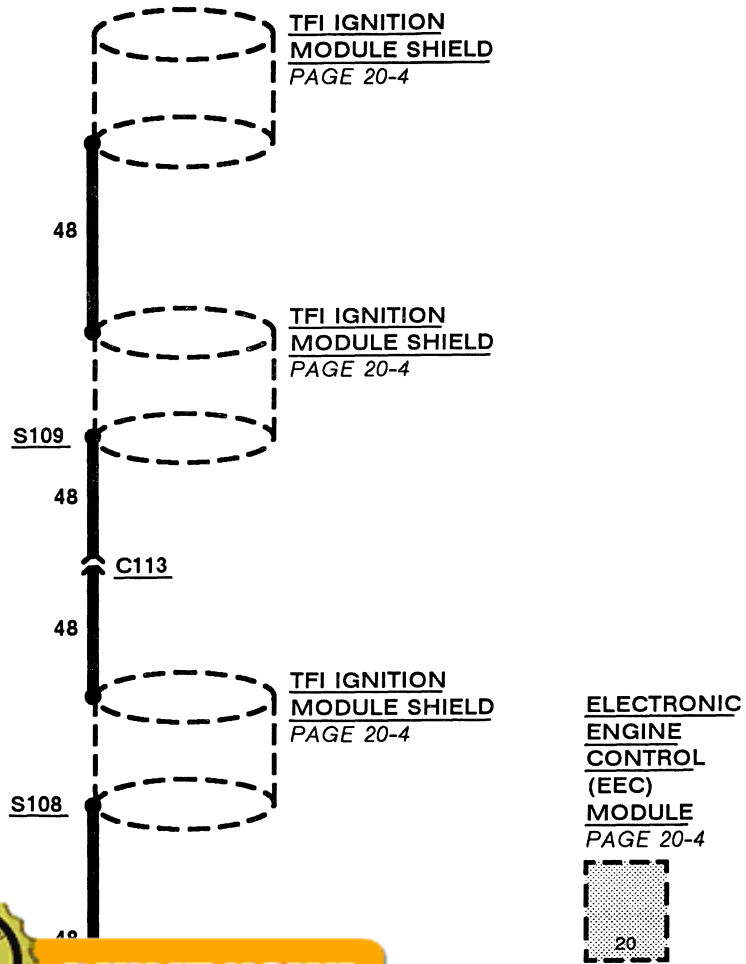 TFI IGNITION
MODULE SHIELD
PAGE 20-4
48
TFI IGNITION
MODULE SHIELD
PAGE 20-4
S109
48
C113
48
TFI IGNITION
MODULE SHIELD
PAGE 20-4
ELECTRONIC
ENGINE
CONTROL
(EEC)
MODULE
PAGE 20-4
S108
20